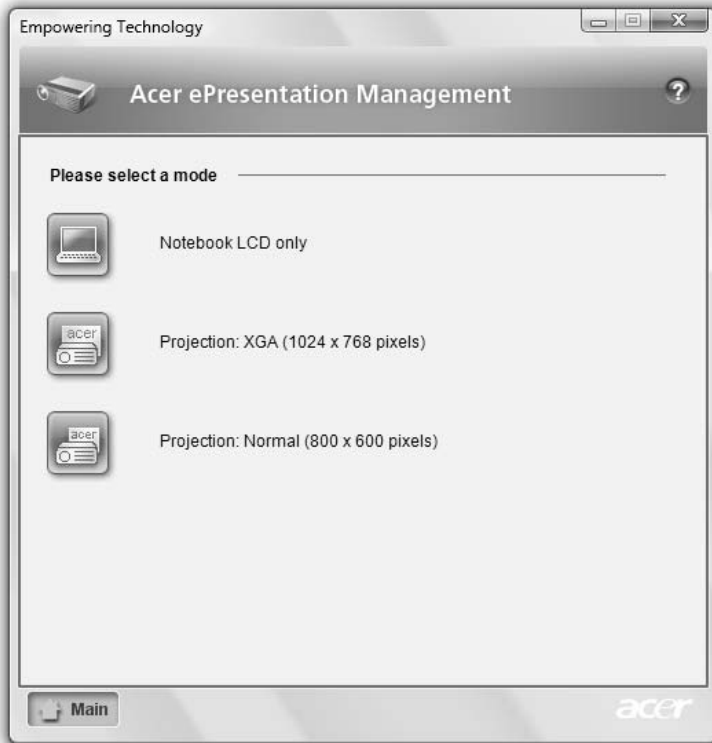 Empowering Technology
Acer ePresentation Management
?
Please select a mode
Notebook LCD only
acer
Projection: XGA (1024 x 768 pixels)
acer
Projection: Normal (800 x 600 pixels)
Main
acer